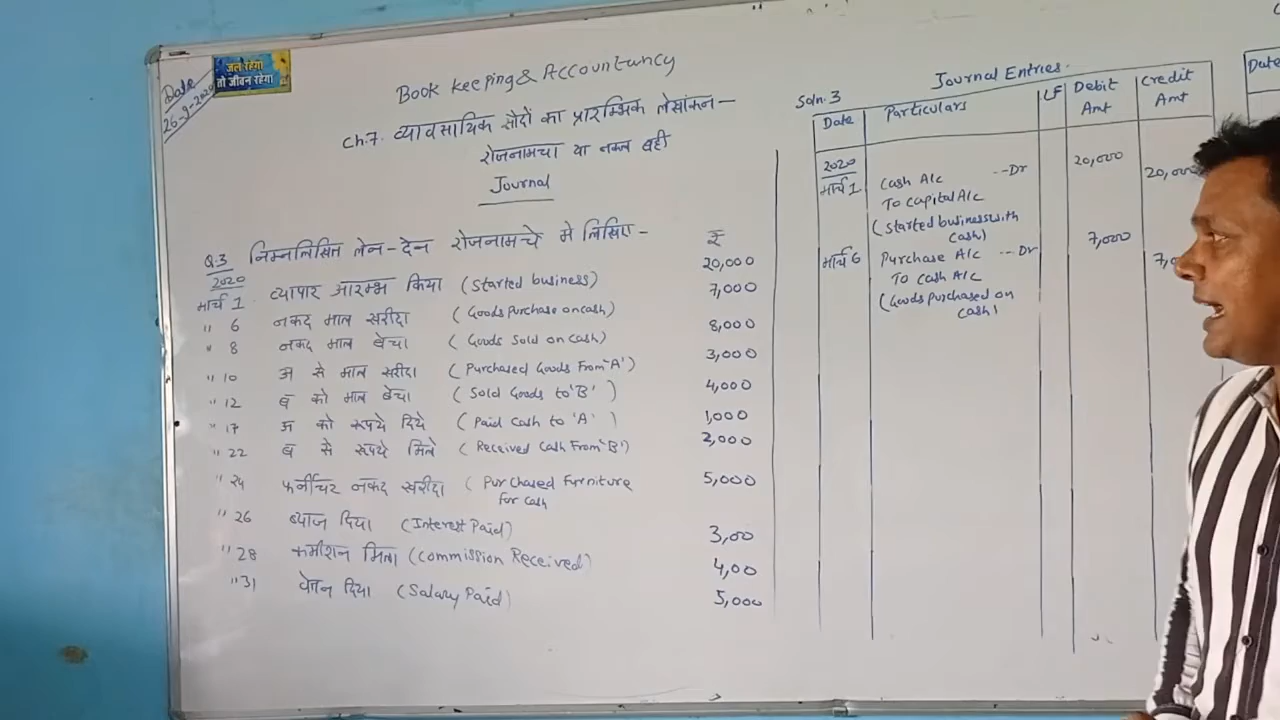 Date
26-9-2020
जल रहेगा
तो जीवन रहेगा
Book Keeping & Accountancy
Ch.7. व्यावसायिक सौदों का प्रारम्भिक लेखांकन –
रोजनामचा या नकल बही
Journal
Q.3 निम्नलिखित लेन-देन रोजनामचे में लिखिए – ₹
2020
मार्च 1 व्यापार आरम्भ किया (Started business) 20,000
" 6 नकद माल खरीदा (Goods Purchase on cash) 7,000
" 8 नकद माल बेचा (Goods Sold on Cash) 8,000
" 10 अ से माल खरीदा (Purchased Goods From 'A') 3,000
" 12 ब को माल बेचा (Sold Goods to 'B') 4,000
" 17 अ को रूपये दिये (Paid Cash to 'A') 1,000
" 22 ब से रूपये मिले (Received Cash From 'B') 2,000
" 24 फर्नीचर नकद खरीदा (Purchased Furniture 5,000
for Cash)
" 26 ब्याज दिया (Interest Paid) 3,00
" 28 कमीशन मिला (Commission Received) 4,00
" 31 वेतन दिया (Salary Paid) 5,000
Journal Entries.
Soln. 3
Date Particulars LF Debit Amt Credit Amt
2020
मार्च 1 Cash A/c --Dr 20,000
To Capital A/c 20,000
(Started business with
cash)
मार्च 6 Purchase A/c --Dr 7,000
To Cash A/c 7,0
(Goods purchased on
cash)
Date